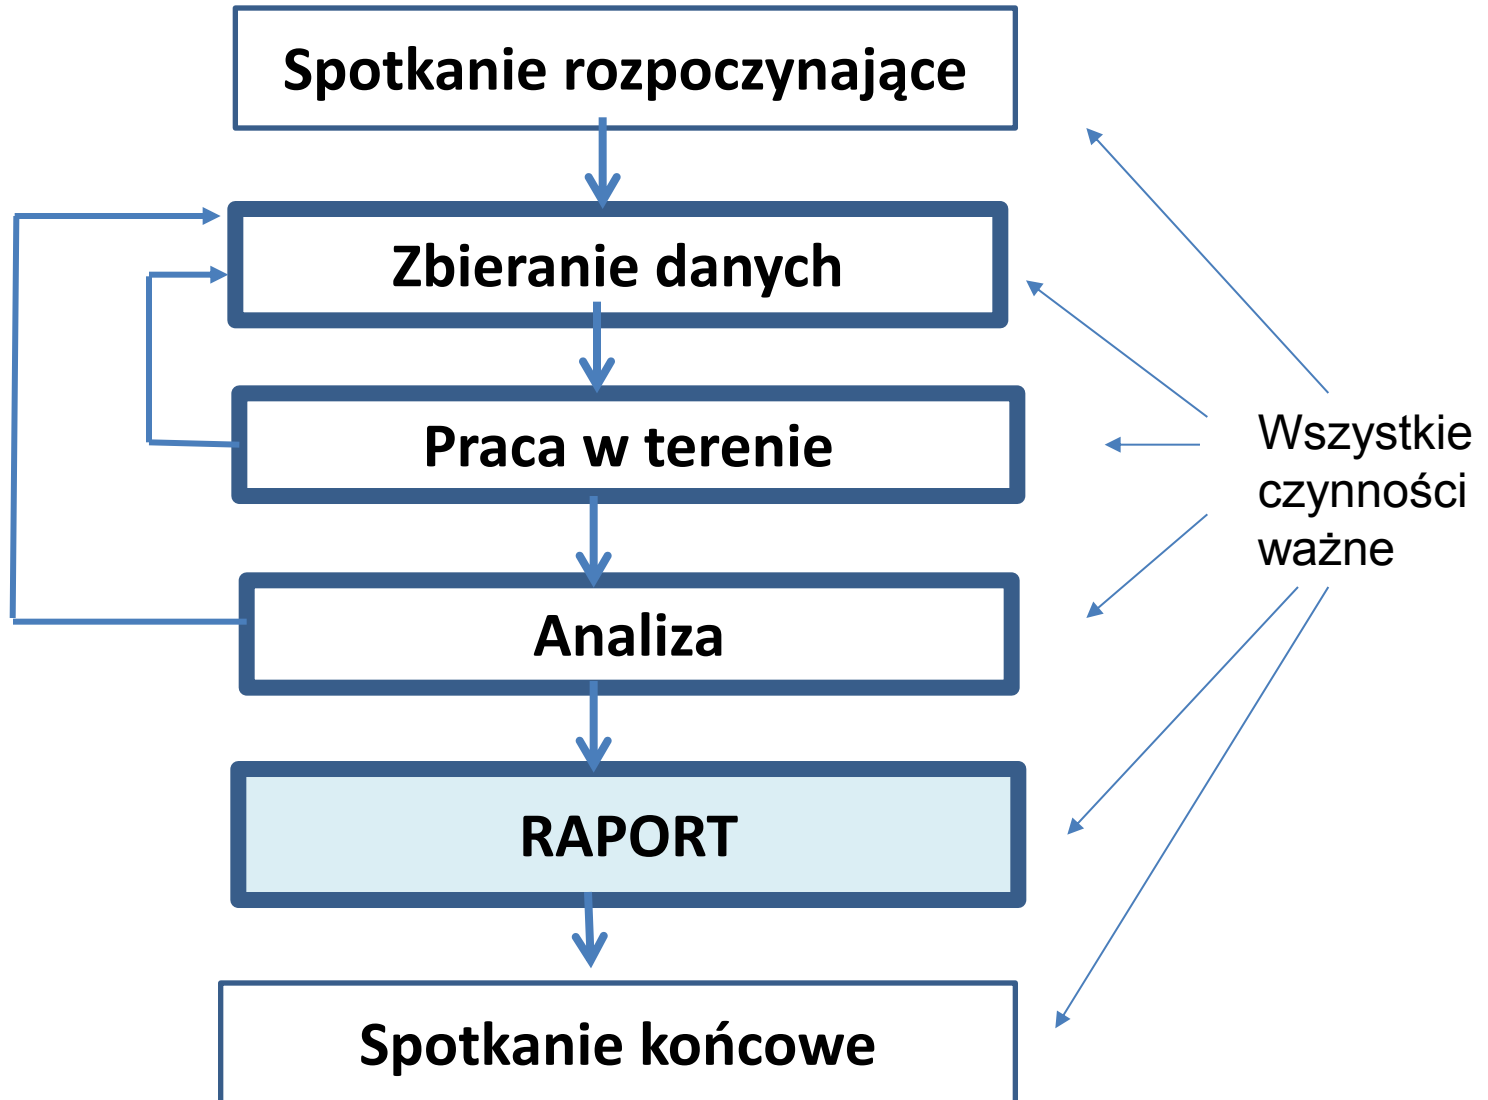 Spotkanie rozpoczynające
Zbieranie danych
Praca w terenie
Wszystkie
czynności
ważne
Analiza
RAPORT
Spotkanie końcowe